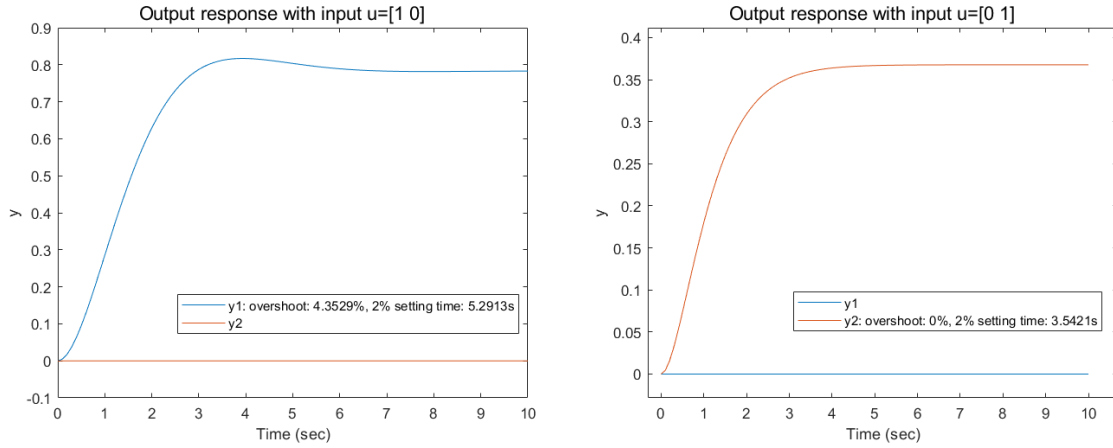 Output response with input u=[1 0]
0.9
0.8
0.7
0.6
0.5
0.4
0.3
0.2
0.1
0
-0.1
y
y1: overshoot: 4.3529%, 2% setting time: 5.2913s
y2
0 1 2 3 4 5 6 7 8 9 10
Time (sec)
Output response with input u=[0 1]
0.4
0.35
0.3
0.25
0.2
0.15
0.1
0.05
0
y
y1
y2: overshoot: 0%, 2% setting time: 3.5421s
0 1 2 3 4 5 6 7 8 9 10
Time (sec)